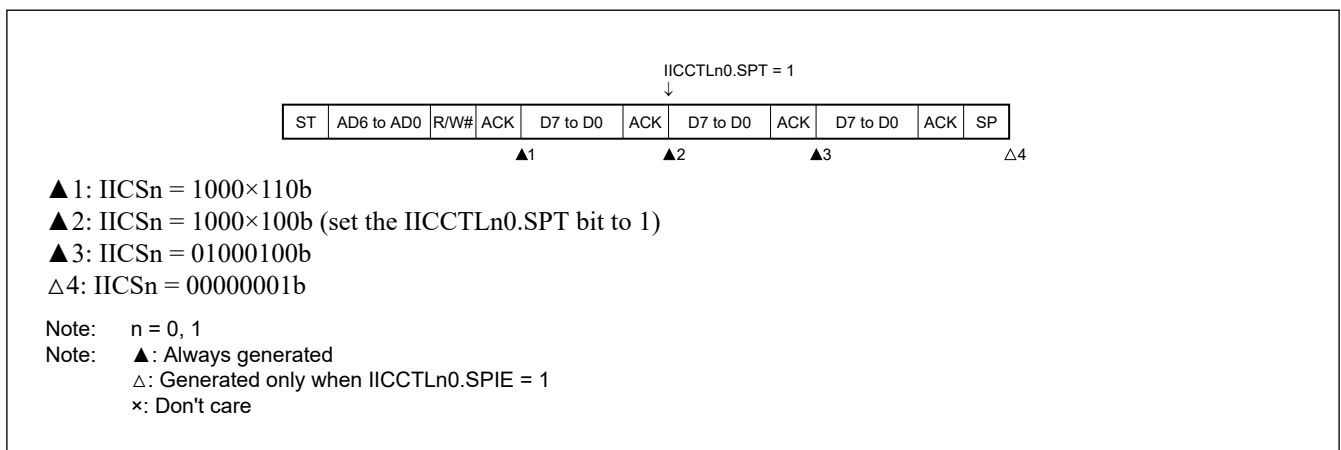 IICCTLn0.SPT = 1
↓
ST AD6 to AD0 R/W# ACK D7 to D0 ACK D7 to D0 ACK D7 to D0 ACK SP
▲1 ▲2 ▲3 △4
▲1: IICSn = 1000×110b
▲2: IICSn = 1000×100b (set the IICCTLn0.SPT bit to 1)
▲3: IICSn = 01000100b
△4: IICSn = 00000001b
Note: n = 0, 1
Note: ▲: Always generated
△: Generated only when IICCTLn0.SPIE = 1
×: Don't care